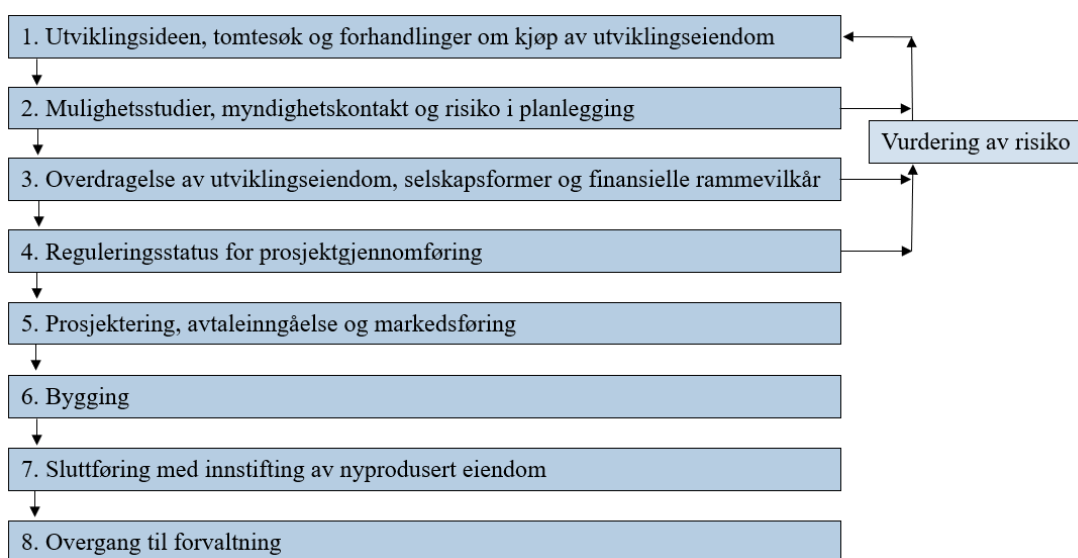 1. Utviklingsideen, tomtesøk og forhandlinger om kjøp av utviklingseiendom
2. Mulighetsstudier, myndighetskontakt og risiko i planlegging
Vurdering av risiko
3. Overdragelse av utviklingseiendom, selskapsformer og finansielle rammevilkår
4. Reguleringsstatus for prosjektgjennomføring
5. Prosjektering, avtaleinngåelse og markedsføring
6. Bygging
7. Sluttføring med innstifting av nyprodusert eiendom
8. Overgang til forvaltning